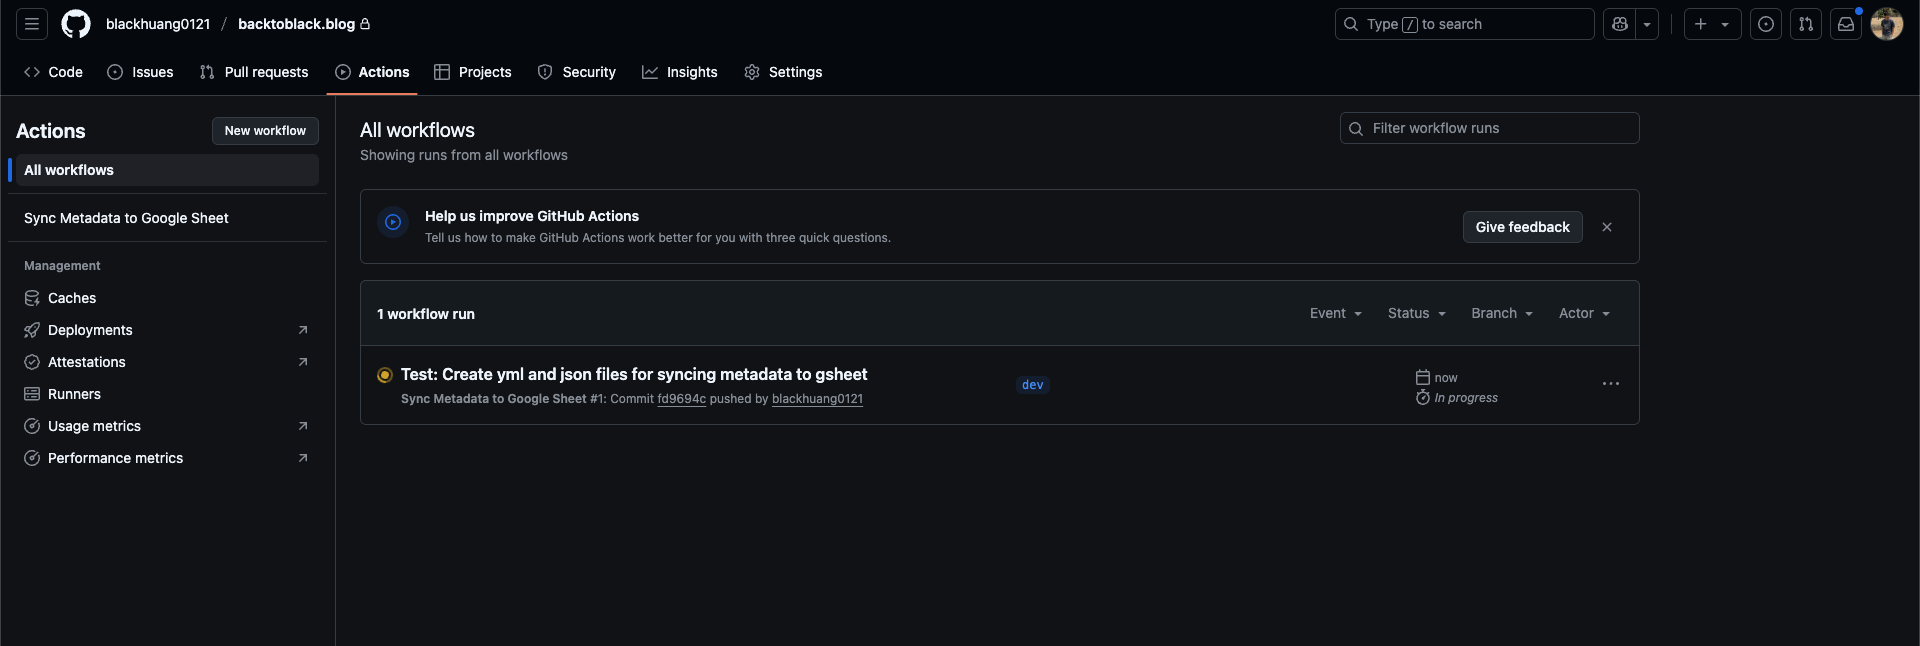 blackhuang0121 / backtoblack.blog
Type / to search
Code
Issues
Pull requests
Actions
Projects
Security
Insights
Settings
Actions
New workflow
All workflows
Sync Metadata to Google Sheet
Management
Caches
Deployments
Attestations
Runners
Usage metrics
Performance metrics
All workflows
Showing runs from all workflows
Filter workflow runs
Help us improve GitHub Actions
Tell us how to make GitHub Actions work better for you with three quick questions.
Give feedback
1 workflow run
Event
Status
Branch
Actor
Test: Create yml and json files for syncing metadata to gsheet
Sync Metadata to Google Sheet #1: Commit fd9694c pushed by blackhuang0121
dev
now
In progress